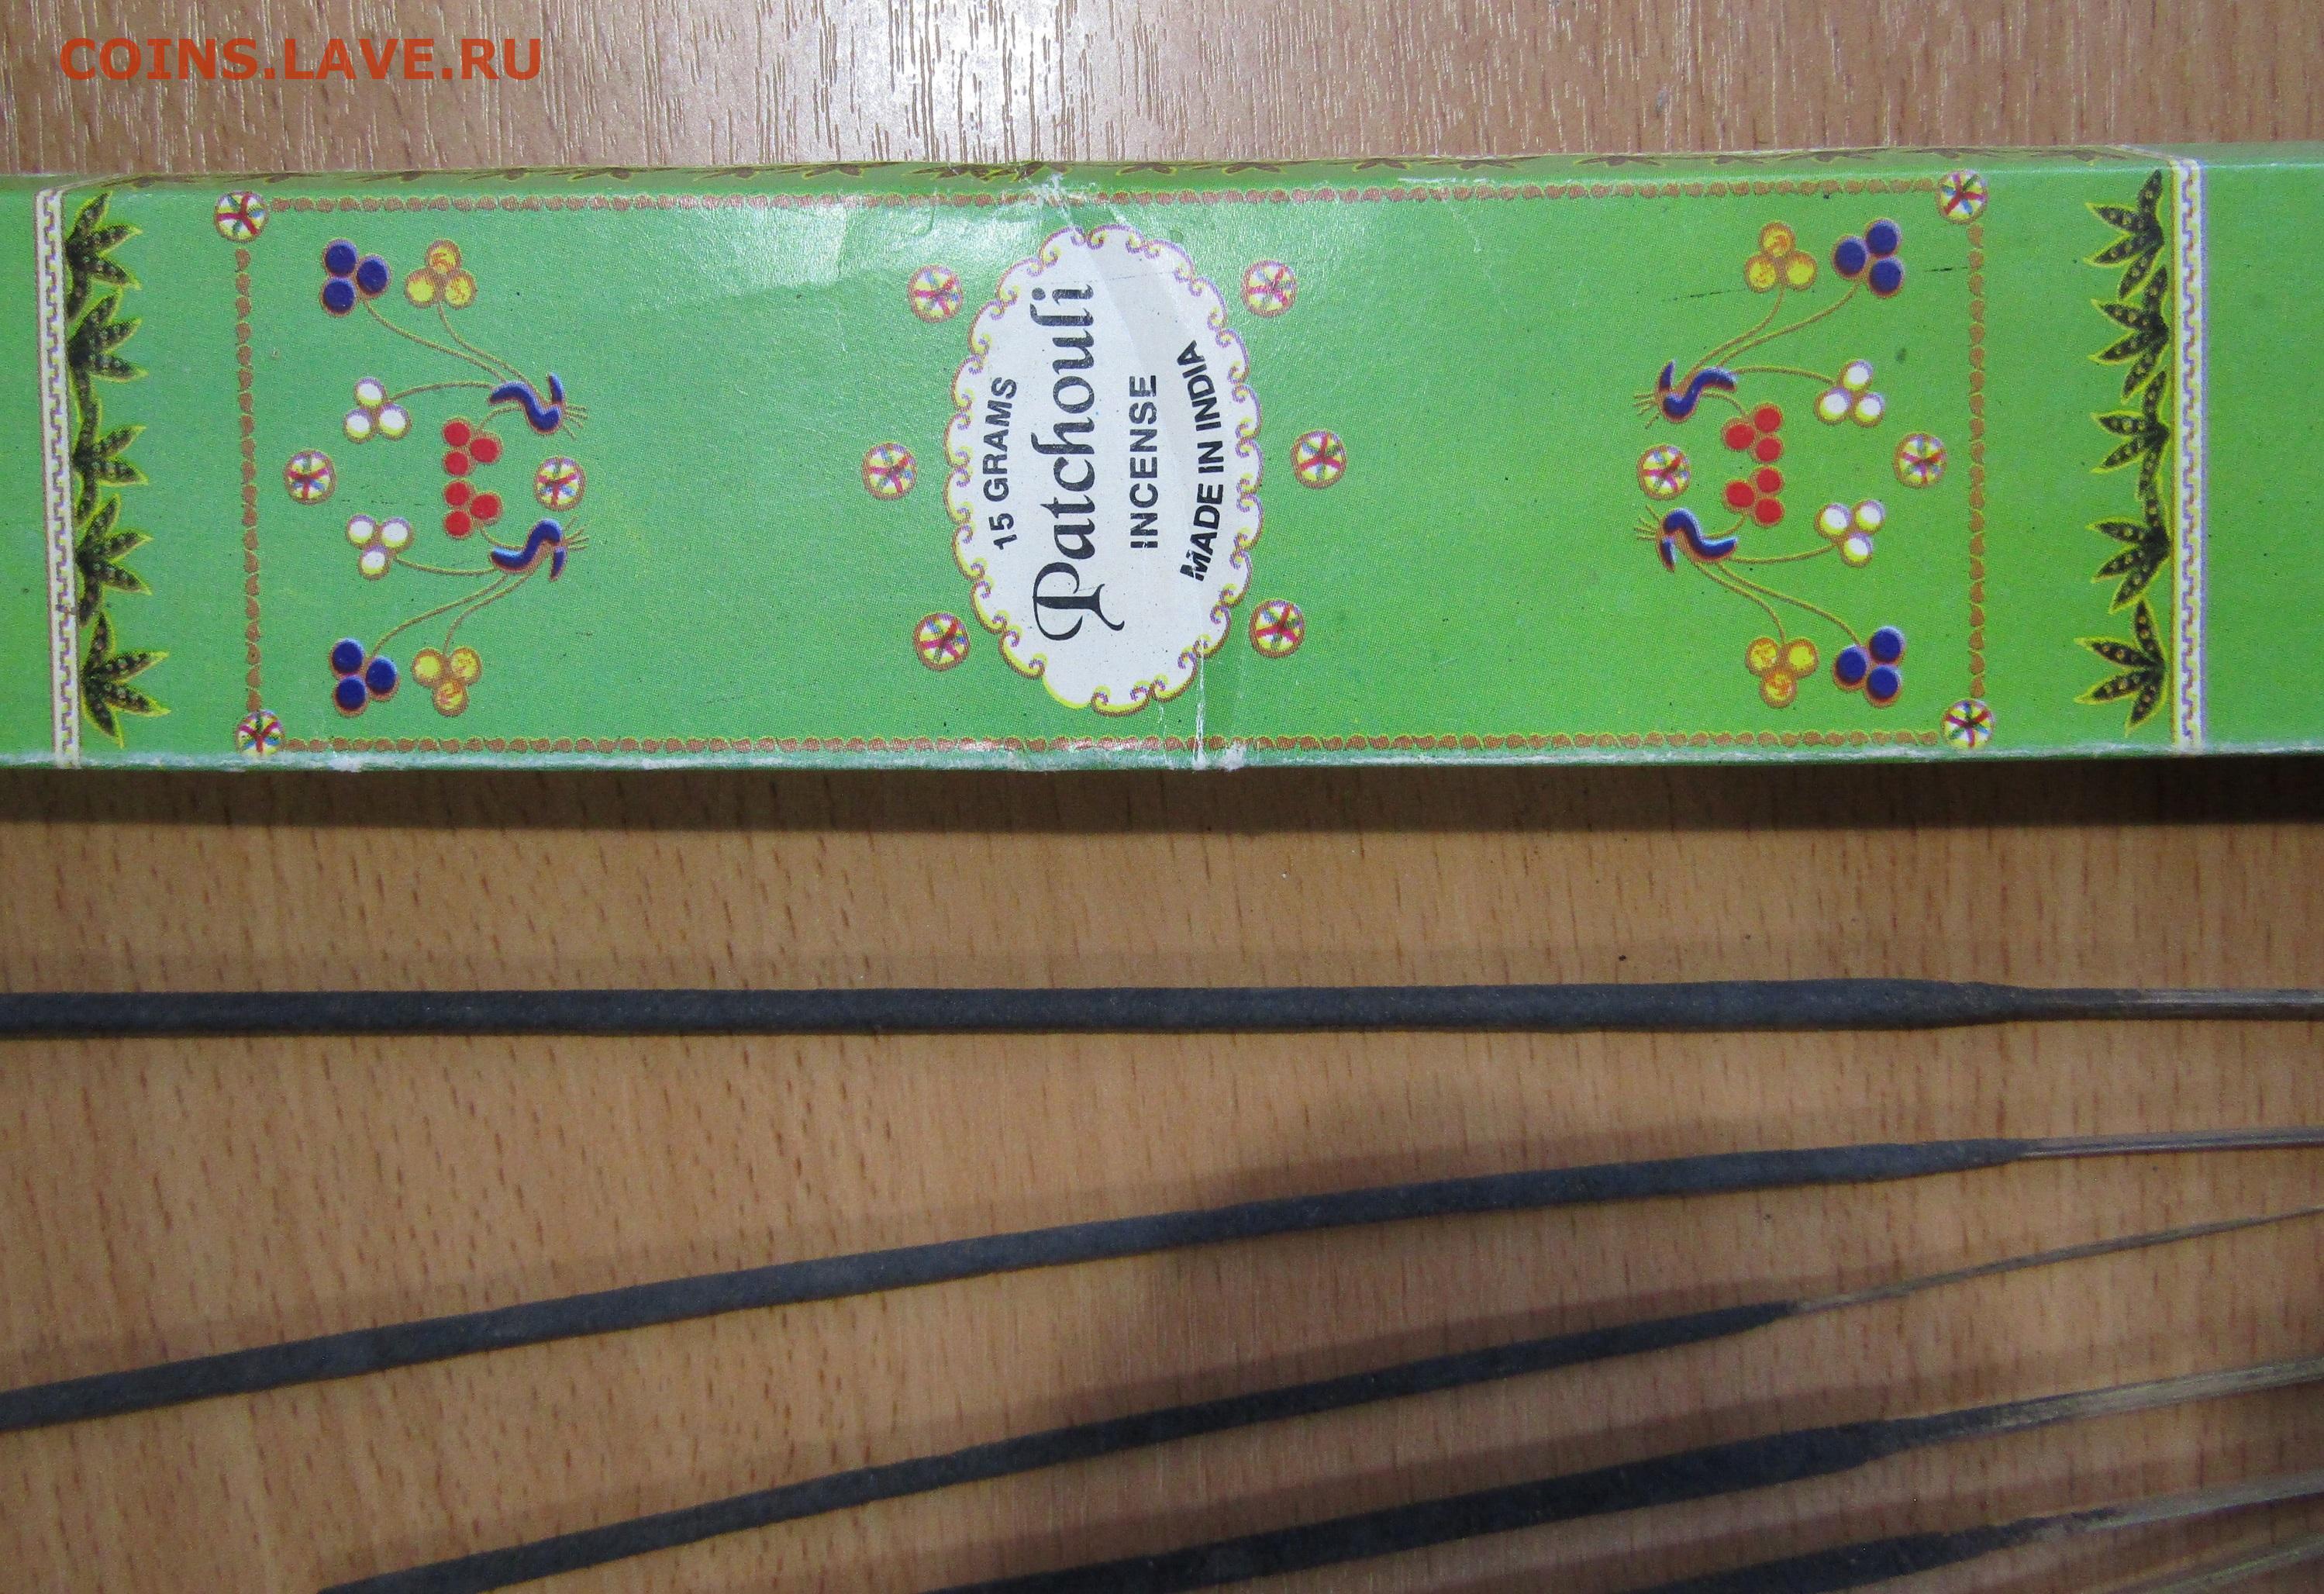 COINS.LAVE.RU
15 GRAMS
Patchouli
INCENSE
MADE IN INDIA